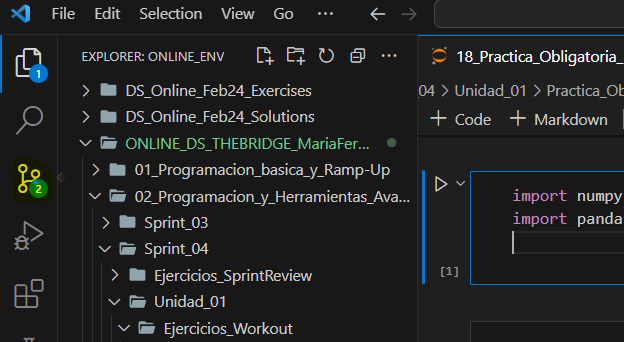 File Edit Selection View Go ...
EXPLORER: ONLINE_ENV
18_Practica_Obligatoria_
1
DS_Online_Feb24_Exercises
_04 > Unidad_01 > Practica_Ob
DS_Online_Feb24_Solutions
+ Code + Markdown
ONLINE_DS_THEBRIDGE_MariaFer...
01_Programacion_basica_y_Ramp-Up
2
02_Programacion_y_Herramientas_Ava...
import numpy
Sprint_03
import panda
Sprint_04
[1]
Ejercicios_SprintReview
Unidad_01
Ejercicios_Workout